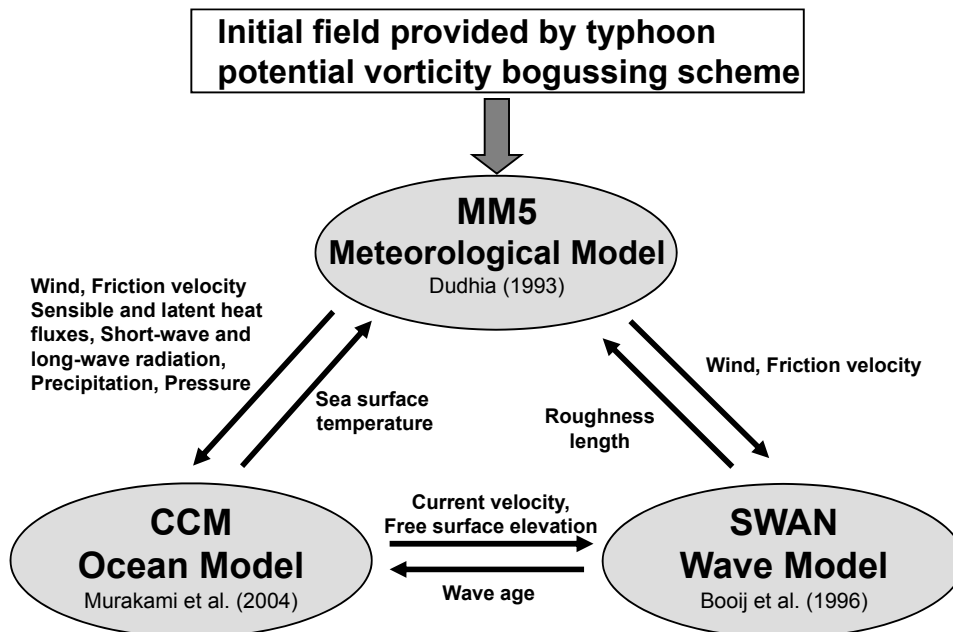 Initial field provided by typhoon
potential vorticity bogussing scheme
MM5
Meteorological Model
Dudhia (1993)
Wind, Friction velocity
Sensible and latent heat
fluxes, Short-wave and
long-wave radiation,
Precipitation, Pressure
Sea surface
temperature
Wind, Friction velocity
Roughness
length
CCM
Ocean Model
Murakami et al. (2004)
Current velocity,
Free surface elevation
Wave age
SWAN
Wave Model
Booij et al. (1996)